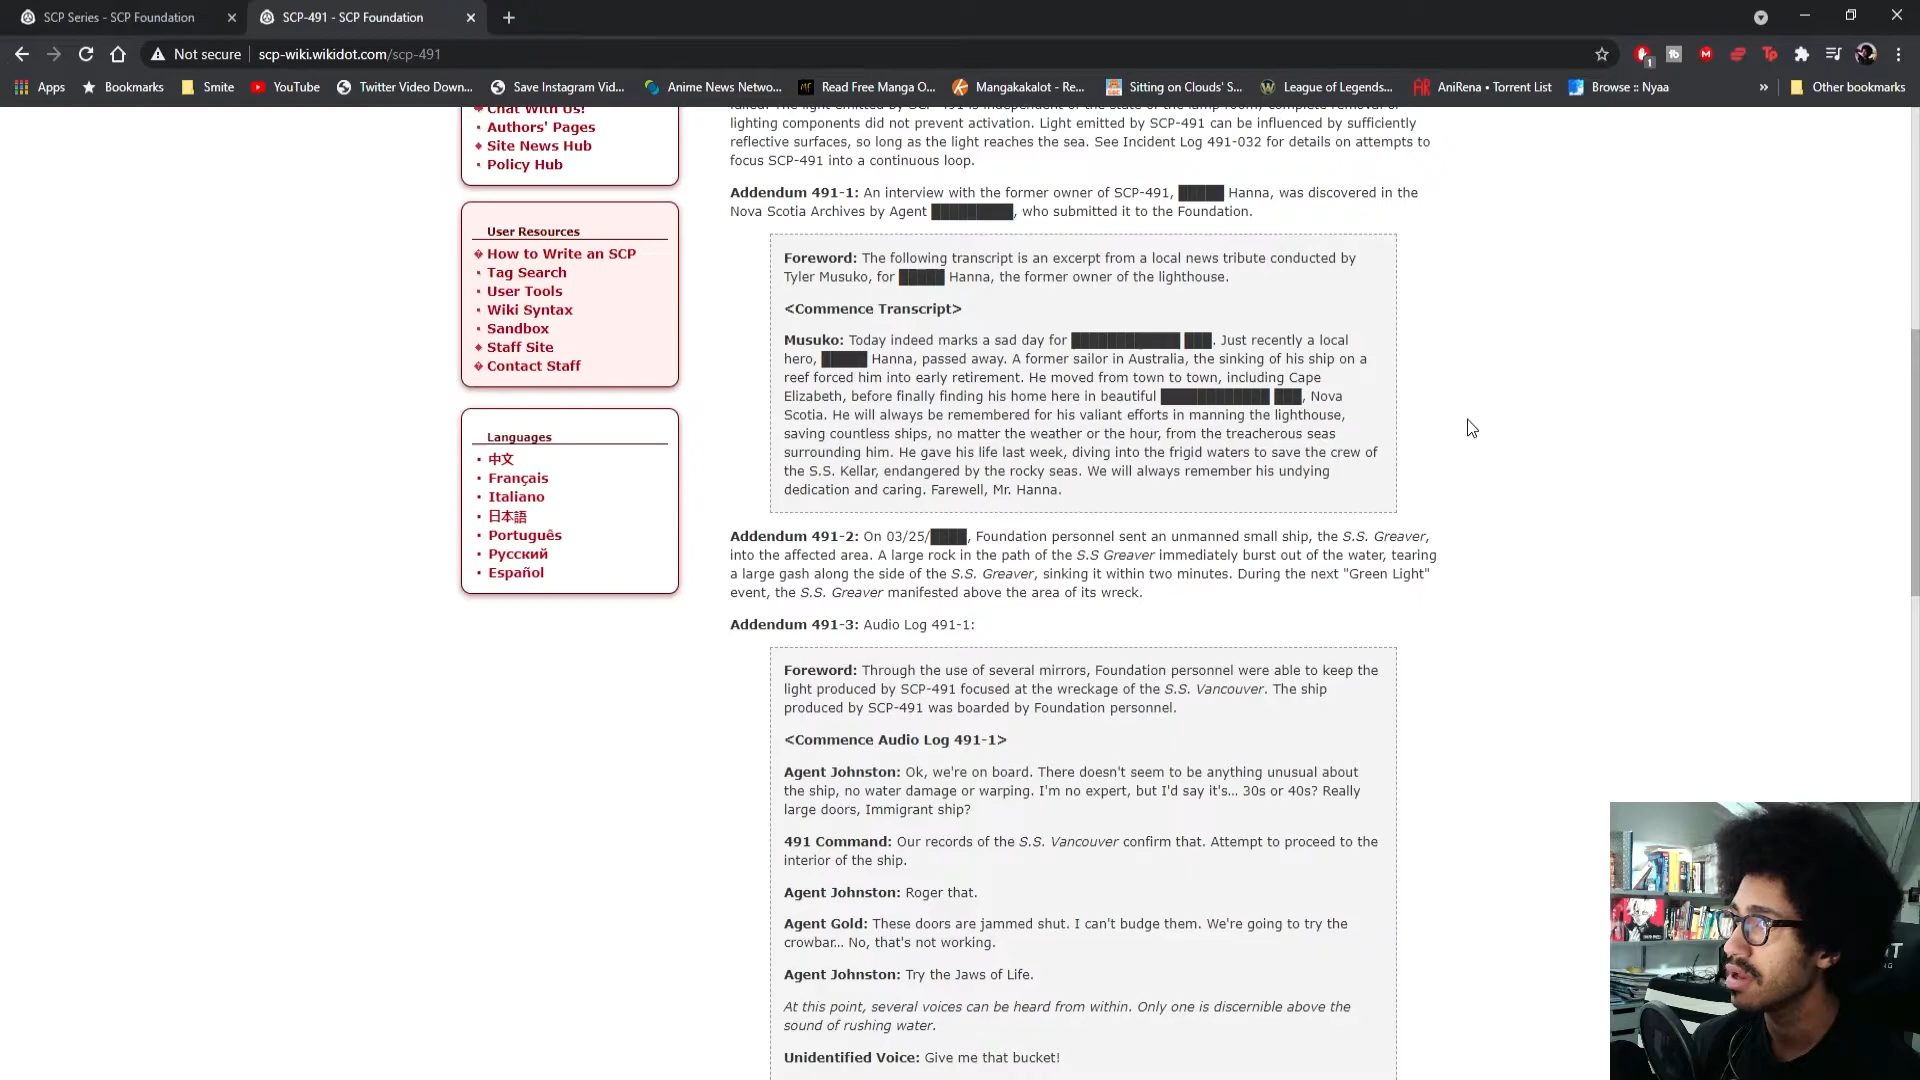 SCP Series - SCP Foundation
SCP-491 - SCP Foundation
Not secure
scp-wiki.wikidot.com/scp-491
Apps
Bookmarks
Smite
YouTube
Twitter Video Down...
Save Instagram Vid...
Anime News Netwo...
Read Free Manga O...
Mangakakalot - Re...
Sitting on Clouds' S...
League of Legends...
AniRena • Torrent List
Browse :: Nyaa
»
Other bookmarks
Chat With Us!
Authors' Pages
Site News Hub
Policy Hub
User Resources
How to Write an SCP
Tag Search
User Tools
Wiki Syntax
Sandbox
Staff Site
Contact Staff
Languages
中文
Français
Italiano
日本語
Português
Русский
Español
failed. The light emitted by SCP-491 is independent of the state of the lamp room; complete removal of
lighting components did not prevent activation. Light emitted by SCP-491 can be influenced by sufficiently
reflective surfaces, so long as the light reaches the sea. See Incident Log 491-032 for details on attempts to
focus SCP-491 into a continuous loop.
Addendum 491-1: An interview with the former owner of SCP-491, █████ Hanna, was discovered in the
Nova Scotia Archives by Agent █████████, who submitted it to the Foundation.
Foreword: The following transcript is an excerpt from a local news tribute conducted by
Tyler Musuko, for █████ Hanna, the former owner of the lighthouse.
<Commence Transcript>
Musuko: Today indeed marks a sad day for ████████████ ███. Just recently a local
hero, █████ Hanna, passed away. A former sailor in Australia, the sinking of his ship on a
reef forced him into early retirement. He moved from town to town, including Cape
Elizabeth, before finally finding his home here in beautiful ████████████ ███, Nova
Scotia. He will always be remembered for his valiant efforts in manning the lighthouse,
saving countless ships, no matter the weather or the hour, from the treacherous seas
surrounding him. He gave his life last week, diving into the frigid waters to save the crew of
the S.S. Kellar, endangered by the rocky seas. We will always remember his undying
dedication and caring. Farewell, Mr. Hanna.
Addendum 491-2: On 03/25/████, Foundation personnel sent an unmanned small ship, the S.S. Greaver,
into the affected area. A large rock in the path of the S.S Greaver immediately burst out of the water, tearing
a large gash along the side of the S.S. Greaver, sinking it within two minutes. During the next "Green Light"
event, the S.S. Greaver manifested above the area of its wreck.
Addendum 491-3: Audio Log 491-1:
Foreword: Through the use of several mirrors, Foundation personnel were able to keep the
light produced by SCP-491 focused at the wreckage of the S.S. Vancouver. The ship
produced by SCP-491 was boarded by Foundation personnel.
<Commence Audio Log 491-1>
Agent Johnston: Ok, we're on board. There doesn't seem to be anything unusual about
the ship, no water damage or warping. I'm no expert, but I'd say it's... 30s or 40s? Really
large doors, Immigrant ship?
491 Command: Our records of the S.S. Vancouver confirm that. Attempt to proceed to the
interior of the ship.
Agent Johnston: Roger that.
Agent Gold: These doors are jammed shut. I can't budge them. We're going to try the
crowbar... No, that's not working.
Agent Johnston: Try the Jaws of Life.
At this point, several voices can be heard from within. Only one is discernible above the
sound of rushing water.
Unidentified Voice: Give me that bucket!